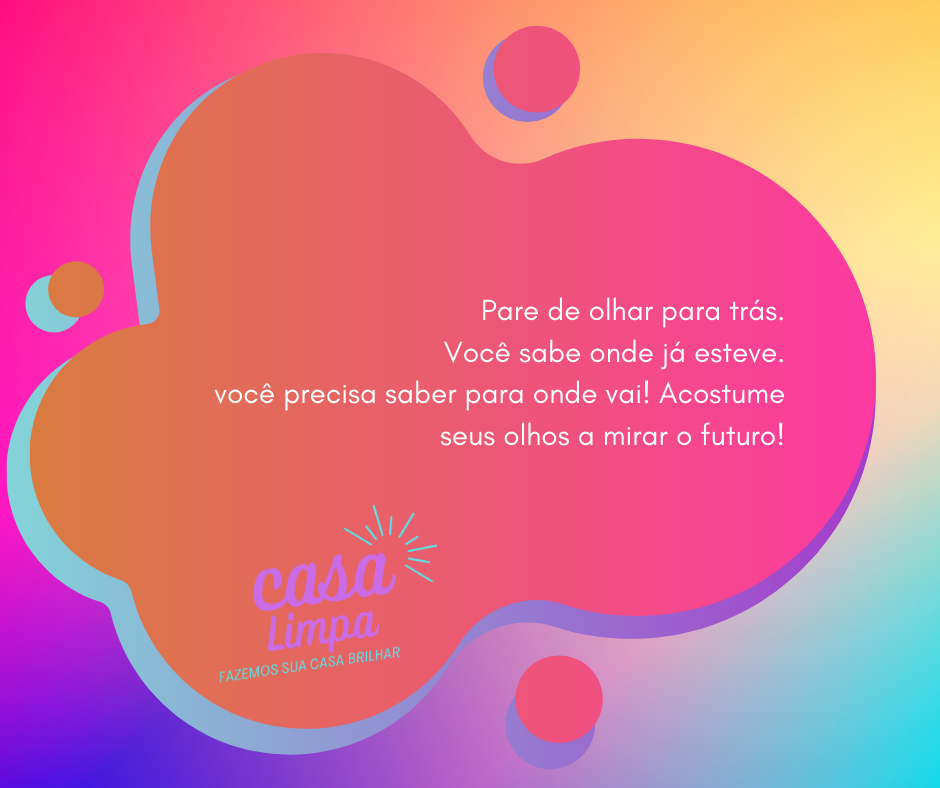 Pare de olhar para trás.
Você sabe onde já esteve.
você precisa saber para onde vai! Acostume
seus olhos a mirar o futuro!
casa
Limpa
FAZEMOS SUA CASA BRILHAR